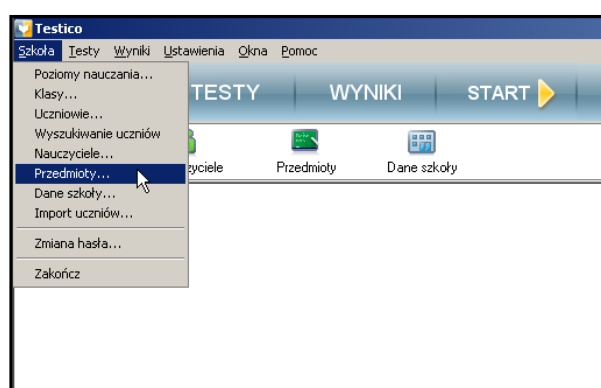 Testico
Szkoła Testy Wyniki Ustawienia Okna Pomoc
Poziomy nauczania...
Klasy...
Uczniowie...
Wyszukiwanie uczniów
Nauczyciele...
Przedmioty...
Dane szkoły...
Import uczniów...
Zmiana hasła...
Zakończ
TESTY WYNIKI START
Przedmioty Dane szkoły